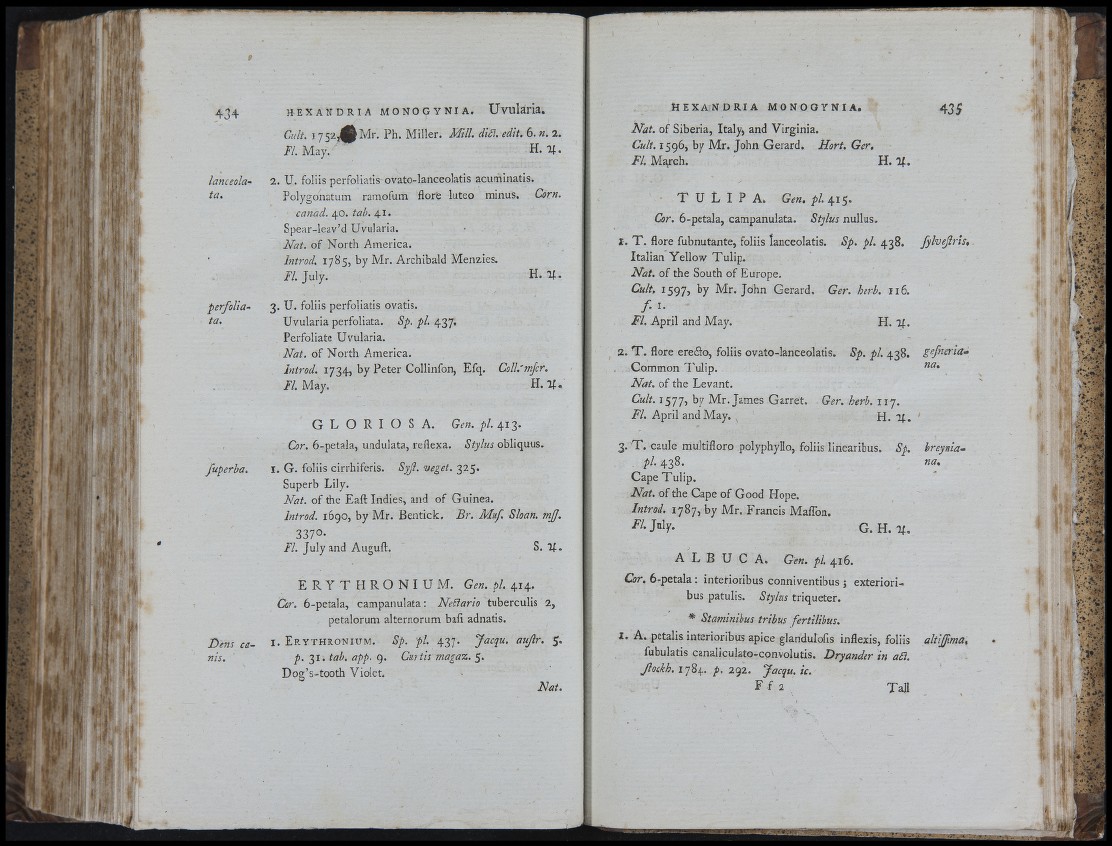 434 HEXANDRIA MONOGYNIA. Uvularia.
Cult. 1752, Mr. Ph. Miller. Mill. dict. edit. 6. n. 2.
Fl. May. H. ♃.
lanceola- 2. U. foliis perfoliatis ovato-lanceolatis acuminatis.
ta. Polygonatum ramoſum flore luteo minus. Corn.
canad. 40. tab. 41.
Spear-leav'd Uvularia.
Nat. of North America.
Introd. 1785, by Mr. Archibald Menzies.
Fl. July. H. ♃.
perfolia- 3. U. foliis perfoliatis ovatis.
ta. Uvularia perfoliata. Sp. pl. 437.
Perfoliate Uvularia.
Nat. of North America.
Introd. 1734, by Peter Collinſon, Eſq. Coll. mſcr.
Fl. May. H. ♃.
GLORIOSA. Gen. pl. 413.
Cor. 6-petala, undulata, reflexa. Stylus obliquus.
ſuperba. 1. G. foliis cirrhiferis. Syſt. veget. 325.
Superb Lily.
Nat. of the Eaſt Indies, and of Guinea.
Introd. 1690, by Mr. Bentick. Br. Muſ. Sloan. mſſ.
3370.
Fl. July and Auguſt. S. ♃.
ERYTHRONIUM. Gen. pl. 414.
Cor. 6-petala, campanulata: Nectario tuberculis 2,
petalorum alternorum baſi adnatis.
Dens ca- 1. ERYTHRONIUM. Sp. pl. 437. Jacqu. auſtr. 5.
nis. p. 31. tab. app. 9. Curtis magaz. 5.
Dog's-tooth Violet.
Nat.
HEXANDRIA MONOGYNIA. 435
Nat. of Siberia, Italy, and Virginia.
Cult. 1596, by Mr. John Gerard. Hort. Ger.
Fl. March. H. ♃.
TULIPA. Gen. pl. 415.
Cor. 6-petala, campanulata. Stylus nullus.
1. T. flore ſubnutante, foliis lanceolatis. Sp. pl. 438. ſylveſtris.
Italian Yellow Tulip.
Nat. of the South of Europe.
Cult. 1597, by Mr. John Gerard. Ger. herb. 116.
f. 1.
Fl. April and May. H. ♃.
2. T. flore erecto, foliis ovato-lanceolatis. Sp. pl. 438. geſneria-
Common Tulip. na.
Nat. of the Levant.
Cult. 1577, by Mr. James Garret. Ger. herb. 117.
Fl. April and May. H. ♃.
3. T. caule multifloro polyphyllo, foliis linearibus. Sp. breynia-
pl. 438. na.
Cape Tulip.
Nat. of the Cape of Good Hope.
Introd. 1787, by Mr. Francis Maſſon.
Fl. July. G. H. ♃.
ALBUCA. Gen. pl. 416.
Cor. 6-petala: interioribus conniventibus; exteriori-
bus patulis. Stylus triqueter.
* Staminibus tribus fertilibus.
1. A. petalis interioribus apice glanduloſis inflexis, foliis altiſſima.
ſubulatis canaliculato-convolutis. Dryander in act.
ſtockh. 1784. p. 292. Jacqu. ic.
F f 2 Tall